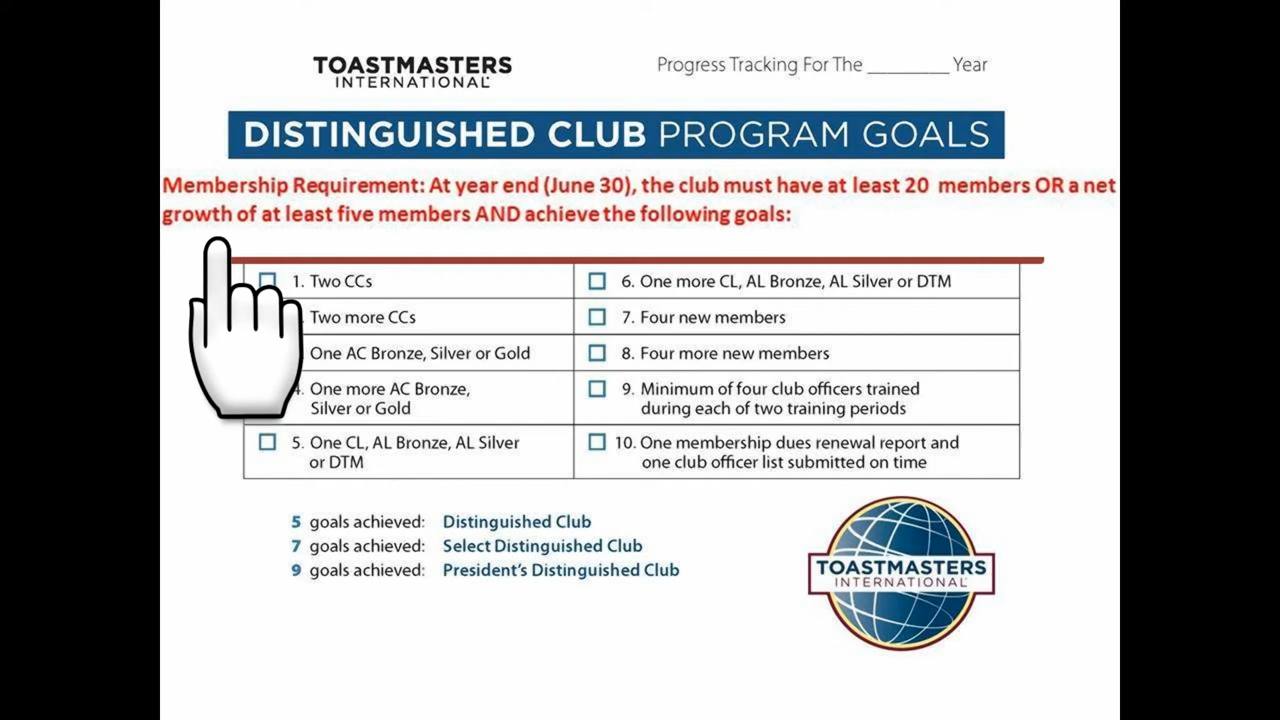 TOASTMASTERS
INTERNATIONAL
Progress Tracking For The ________ Year
DISTINGUISHED CLUB PROGRAM GOALS
Membership Requirement: At year end (June 30), the club must have at least 20 members OR a net
growth of at least five members AND achieve the following goals:
1. Two CCs
Two more CCs
One AC Bronze, Silver or Gold
4. One more AC Bronze,
Silver or Gold
5. One CL, AL Bronze, AL Silver
or DTM
6. One more CL, AL Bronze, AL Silver or DTM
7. Four new members
8. Four more new members
9. Minimum of four club officers trained
during each of two training periods
10. One membership dues renewal report and
one club officer list submitted on time
5 goals achieved: Distinguished Club
7 goals achieved: Select Distinguished Club
9 goals achieved: President's Distinguished Club
TOASTMASTERS
INTERNATIONAL